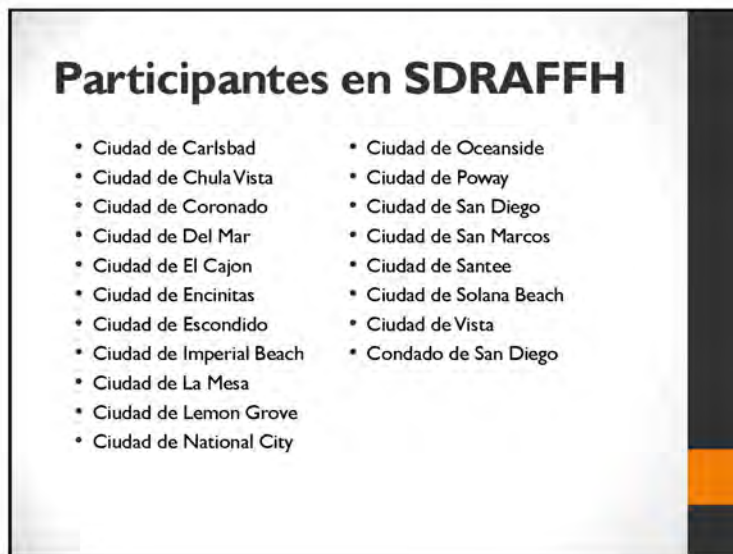 Participantes en SDRAFFH
• Ciudad de Carlsbad
• Ciudad de Chula Vista
• Ciudad de Coronado
• Ciudad de Del Mar
• Ciudad de El Cajon
• Ciudad de Encinitas
• Ciudad de Escondido
• Ciudad de Imperial Beach
• Ciudad de La Mesa
• Ciudad de Lemon Grove
• Ciudad de National City
• Ciudad de Oceanside
• Ciudad de Poway
• Ciudad de San Diego
• Ciudad de San Marcos
• Ciudad de Santee
• Ciudad de Solana Beach
• Ciudad de Vista
• Condado de San Diego